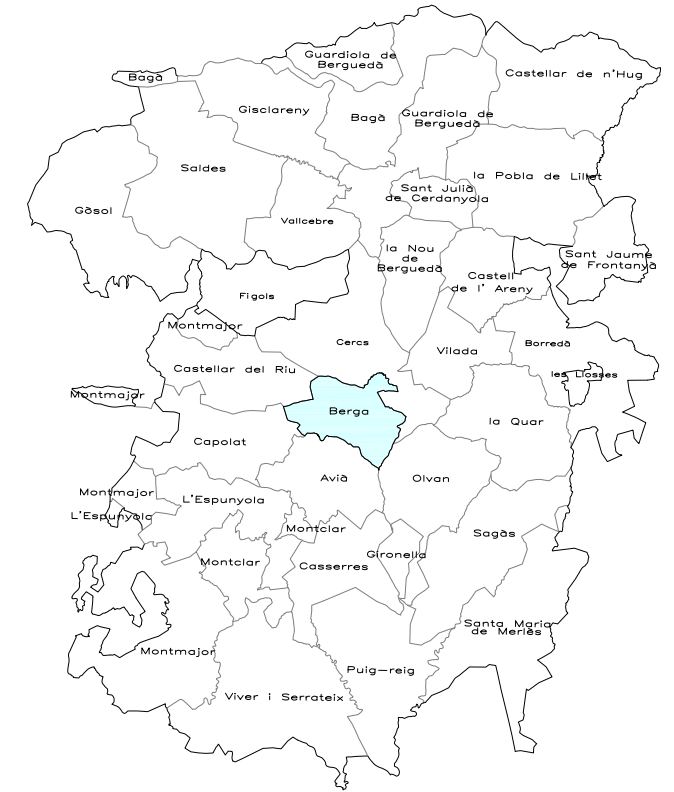 Guardiola de
Berguedà
Castellar de n'Hug
Bagà
Gisclareny
Bagà
Guardiola de
Berguedà
Saldes
la Pobla de Lillet
Sant Julià
de Cerdanyola
Gòsol
Vallcebre
la Nou
de
Berguedà
Sant Jaume
de Frontanyà
Castell
de l' Areny
Fígols
Montmajor
Cercs
Vilada
Borredà
Castellar del Riu
les Llosses
Montmajor
Berga
la Quar
Capolat
Avià
Olvan
Montmajor
L'Espunyola
L'Espunyola
Montclar
Sagàs
Gironella
Montclar
Casserres
Santa Maria
de Merlès
Montmajor
Puig-reig
Viver i Serrateix